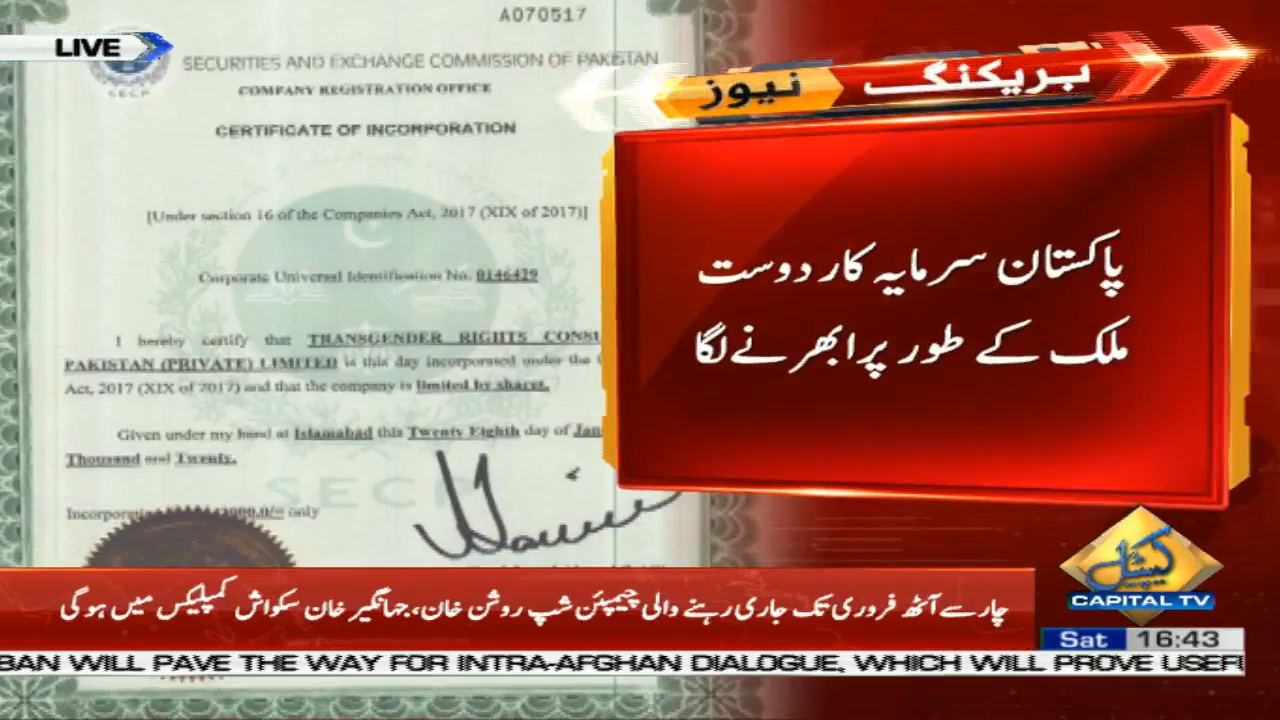 A070517
LIVE
SECURITIES AND EXCHANGE COMMISSION OF PAKISTAN
SECP
COMPANY REGISTRATION OFFICE
CERTIFICATE OF INCORPORATION
[Under section 16 of the Companies Act, 2017 (XIX of 2017)]
Corporate Universal Identification No. 0146429
I hereby certify that TRANSGENDER RIGHTS CONSU
PAKISTAN (PRIVATE) LIMITED is this day incorporated under the
Act, 2017 (XIX of 2017) and that the company is limited by shares.
Given under my hand at Islamabad this Twenty Eighth day of Jan
Thousand and Twenty.
SECP
only
بریکنگ نیوز
پاکستان سرمایہ کار دوست
ملک کے طور پر ابھرنے لگا
کیپٹل
CAPITAL TV
چار سے آٹھ فروری تک جاری رہنے والی چیمپئن شپ روشن خان، جہانگیر خان سکواش کمپلیکس میں ہوگی
Sat 16:43
BAN WILL PAVE THE WAY FOR INTRA-AFGHAN DIALOGUE, WHICH WILL PROVE USEF